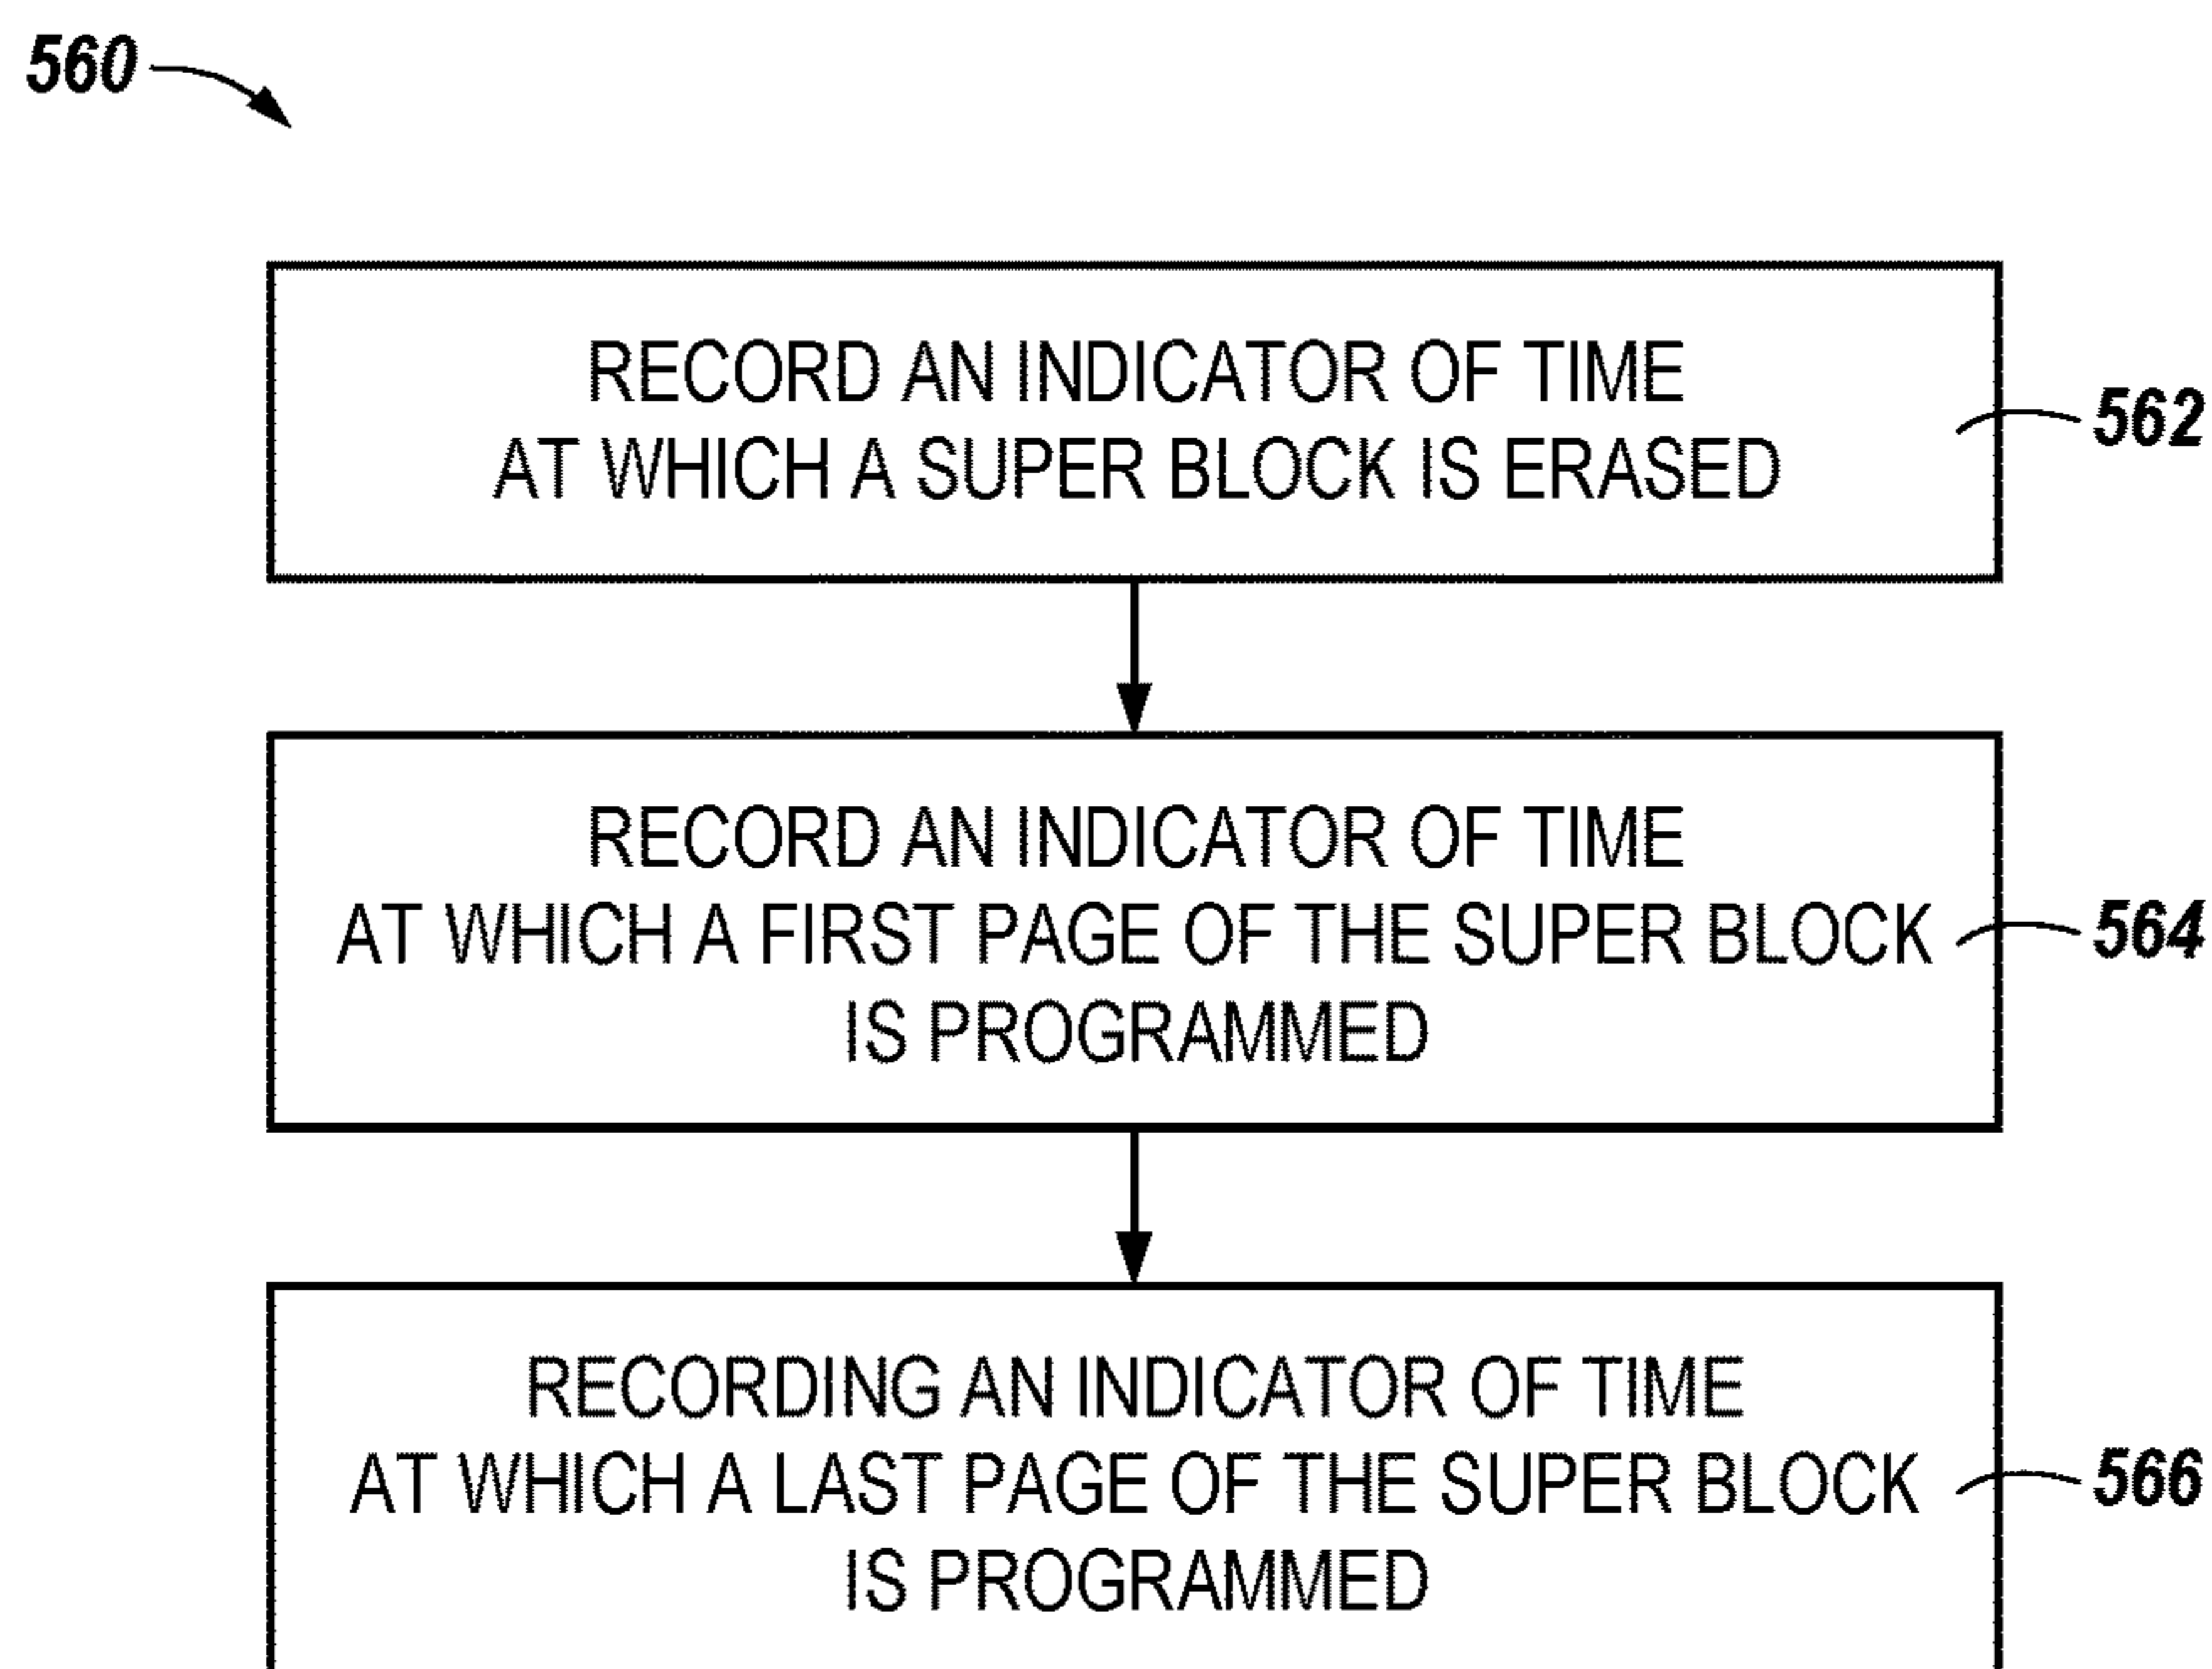 560
RECORD AN INDICATOR OF TIME
AT WHICH A SUPER BLOCK IS ERASED
562
RECORD AN INDICATOR OF TIME
AT WHICH A FIRST PAGE OF THE SUPER BLOCK
IS PROGRAMMED
564
RECORDING AN INDICATOR OF TIME
AT WHICH A LAST PAGE OF THE SUPER BLOCK
IS PROGRAMMED
566